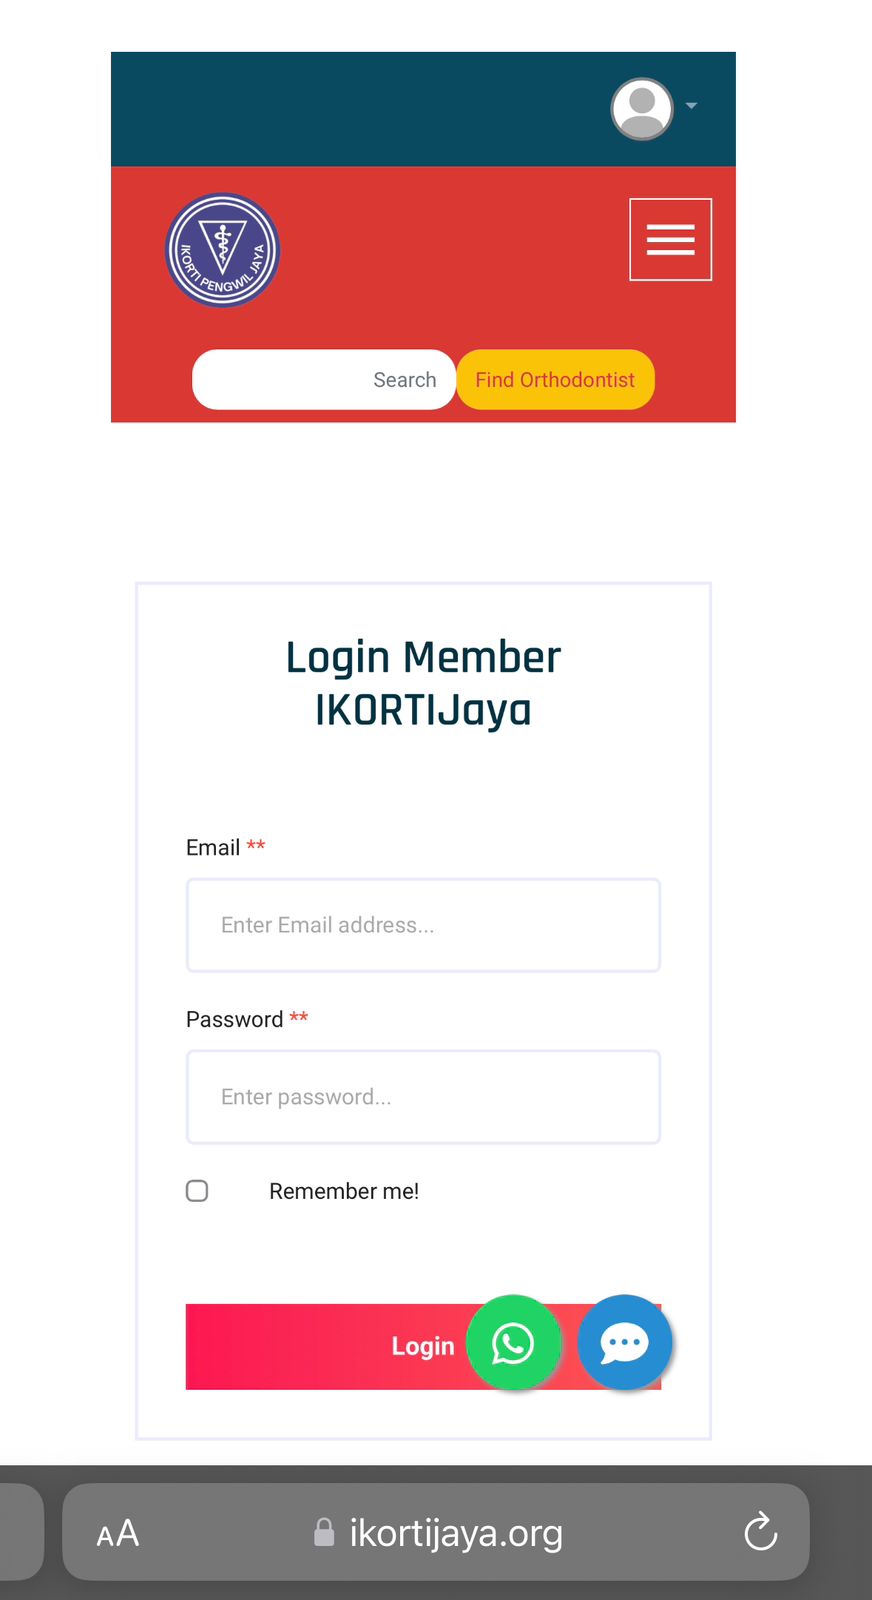 IKORTI PENGWIL JAYA
Search
Find Orthodontist
Login Member
IKORTIJaya
Email **
Enter Email address...
Password **
Enter password...
Remember me!
Login
AA
ikortijaya.org